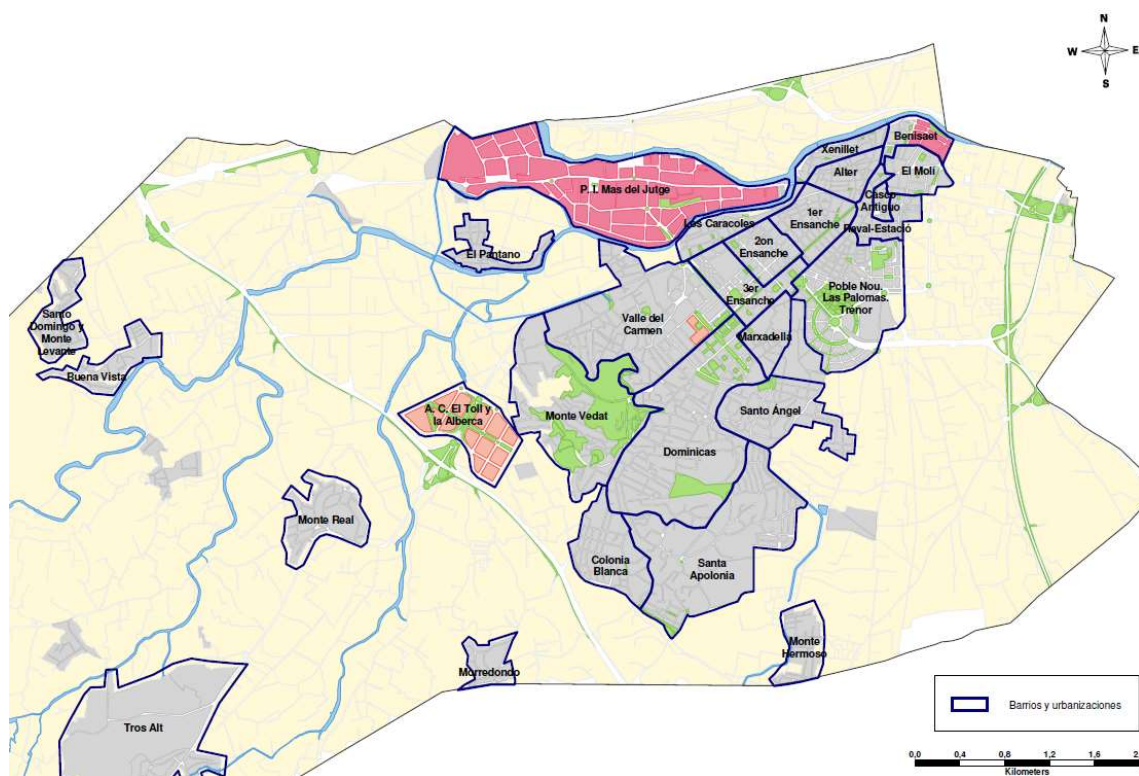 N
W E
S
Benisaet
Xenillet
Alter
El Molí
P. I. Mas del Jutge
Casco
Antiguo
1er
Ensanche
Los Caracoles
Raval-Estació
2on
Ensanche
El Pantano
3er
Ensanche
Poble Nou.
Las Palomas.
Trenor
Santo
Domingo y
Monte
Levante
Valle del
Carmen
Marxadella
Buena Vista
A. C. El Toll y
la Alberca
Monte Vedat
Santo Ángel
Dominicas
Monte Real
Colonia
Blanca
Santa
Apolonia
Monte
Hermoso
Morredondo
Tros Alt
Barrios y urbanizaciones
0,0 0,4 0,8 1,2 1,6
Kilometers